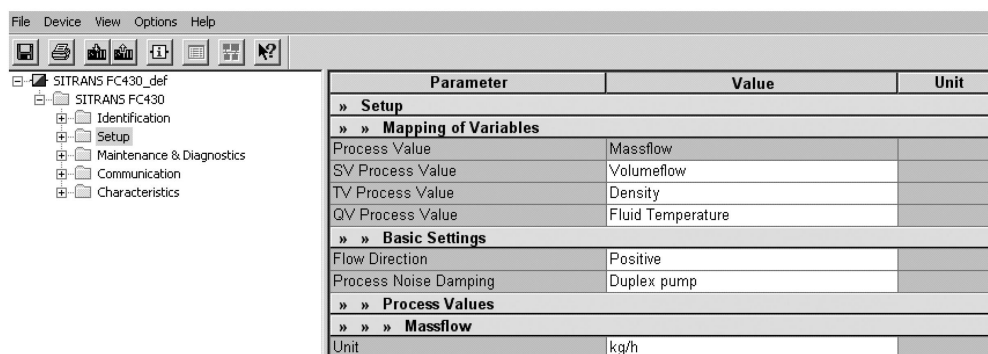 File Device View Options Help
SITRANS FC430_def
SITRANS FC430
Identification
Setup
Maintenance & Diagnostics
Communication
Characteristics
Parameter Value Unit
» Setup
» » Mapping of Variables
Process Value Massflow
SV Process Value Volumeflow
TV Process Value Density
QV Process Value Fluid Temperature
» » Basic Settings
Flow Direction Positive
Process Noise Damping Duplex pump
» » Process Values
» » » Massflow
Unit kg/h